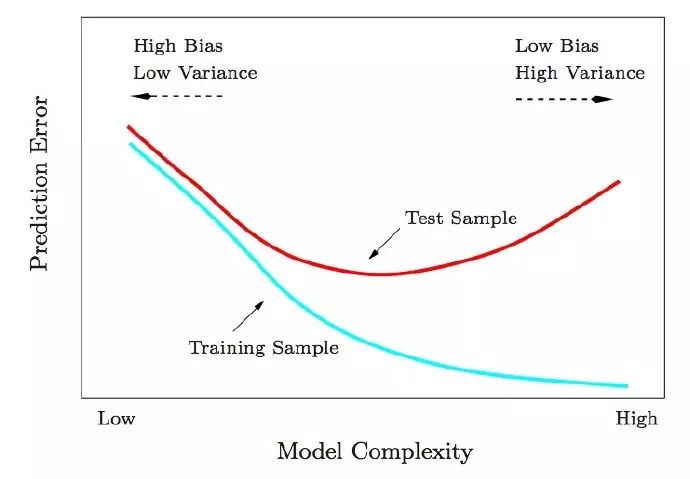 High Bias
Low Variance
Low Bias
High Variance
Prediction Error
Test Sample
Training Sample
Low
High
Model Complexity